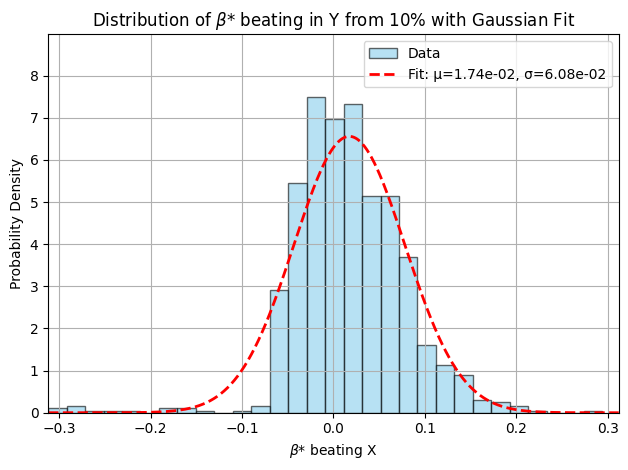 Distribution of β* beating in Y from 10% with Gaussian Fit
Data
Fit: μ=1.74e-02, σ=6.08e-02
Probability Density
8
7
6
5
4
3
2
1
0
−0.3 −0.2 −0.1 0.0 0.1 0.2 0.3
β* beating X